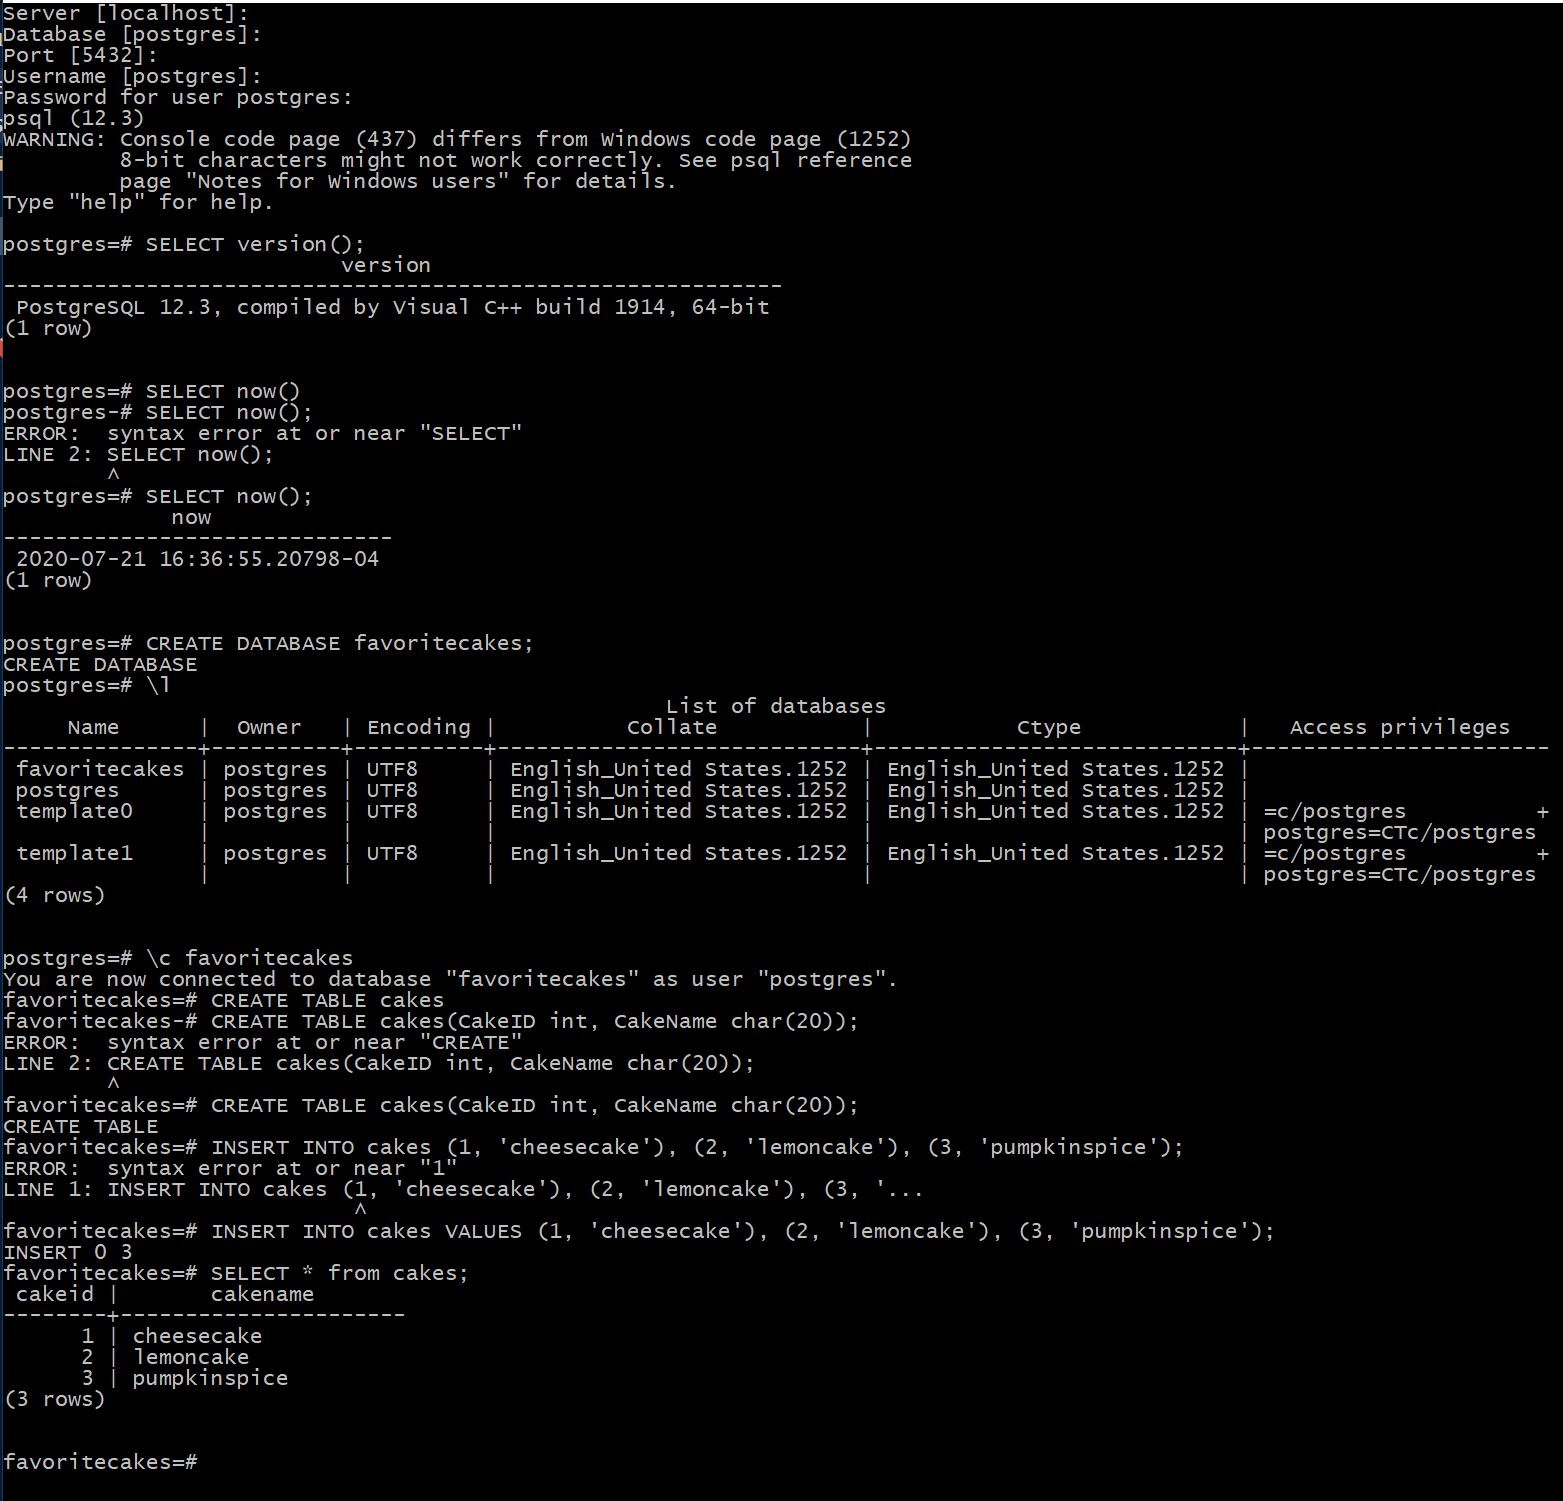 Server [localhost]:
Database [postgres]:
Port [5432]:
Username [postgres]:
Password for user postgres:
psql (12.3)
WARNING: Console code page (437) differs from Windows code page (1252)
         8-bit characters might not work correctly. See psql reference
         page "Notes for Windows users" for details.
Type "help" for help.

postgres=# SELECT version();
                          version
------------------------------------------------------------
 PostgreSQL 12.3, compiled by Visual C++ build 1914, 64-bit
(1 row)


postgres=# SELECT now()
postgres-# SELECT now();
ERROR:  syntax error at or near "SELECT"
LINE 2: SELECT now();
        ^
postgres=# SELECT now();
             now
------------------------------
 2020-07-21 16:36:55.20798-04
(1 row)


postgres=# CREATE DATABASE favoritecakes;
CREATE DATABASE
postgres=# \l
                                                   List of databases
     Name      |  Owner   | Encoding |          Collate           |           Ctype            |   Access privileges
---------------+----------+----------+----------------------------+----------------------------+-----------------------
 favoritecakes | postgres | UTF8     | English_United States.1252 | English_United States.1252 |
 postgres      | postgres | UTF8     | English_United States.1252 | English_United States.1252 |
 template0     | postgres | UTF8     | English_United States.1252 | English_United States.1252 | =c/postgres          +
               |          |          |                            |                            | postgres=CTc/postgres
 template1     | postgres | UTF8     | English_United States.1252 | English_United States.1252 | =c/postgres          +
               |          |          |                            |                            | postgres=CTc/postgres
(4 rows)


postgres=# \c favoritecakes
You are now connected to database "favoritecakes" as user "postgres".
favoritecakes=# CREATE TABLE cakes
favoritecakes-# CREATE TABLE cakes(CakeID int, CakeName char(20));
ERROR:  syntax error at or near "CREATE"
LINE 2: CREATE TABLE cakes(CakeID int, CakeName char(20));
        ^
favoritecakes=# CREATE TABLE cakes(CakeID int, CakeName char(20));
CREATE TABLE
favoritecakes=# INSERT INTO cakes (1, 'cheesecake'), (2, 'lemoncake'), (3, 'pumpkinspice');
ERROR:  syntax error at or near "1"
LINE 1: INSERT INTO cakes (1, 'cheesecake'), (2, 'lemoncake'), (3, '...
                           ^
favoritecakes=# INSERT INTO cakes VALUES (1, 'cheesecake'), (2, 'lemoncake'), (3, 'pumpkinspice');
INSERT 0 3
favoritecakes=# SELECT * from cakes;
 cakeid |       cakename
--------+----------------------
      1 | cheesecake
      2 | lemoncake
      3 | pumpkinspice
(3 rows)


favoritecakes=#